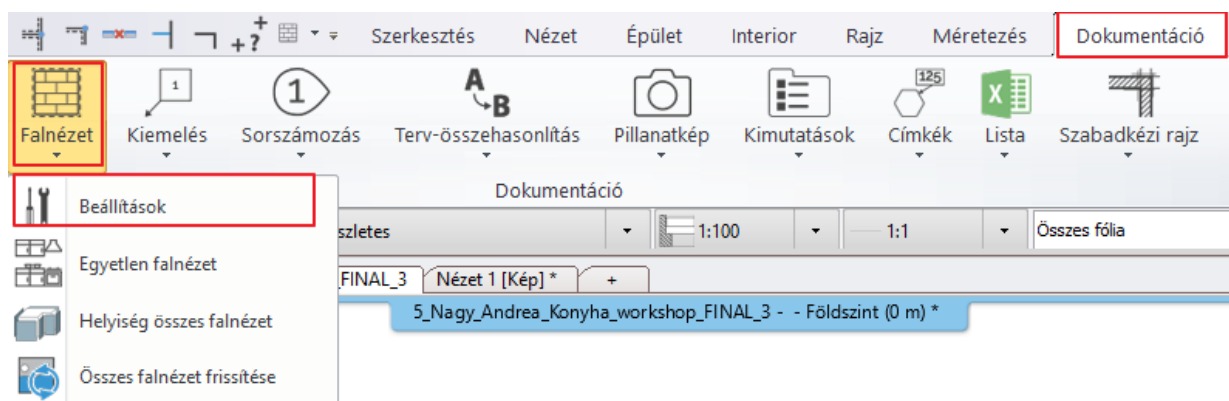 Szerkesztés Nézet Épület Interior Rajz Méretezés Dokumentáció
1 1 A B 125 X
Falnézet Kiemelés Sorszámozás Terv-összehasonlítás Pillanatkép Kimutatások Címkék Lista Szabadkézi rajz
Dokumentáció
Beállítások
szletes 1:100 1:1 Összes fólia
Egyetlen falnézet
_FINAL_3 Nézet 1 [Kép] * +
5_Nagy_Andrea_Konyha_workshop_FINAL_3 - - Földszint (0 m) *
Helyiség összes falnézet
Összes falnézet frissítése